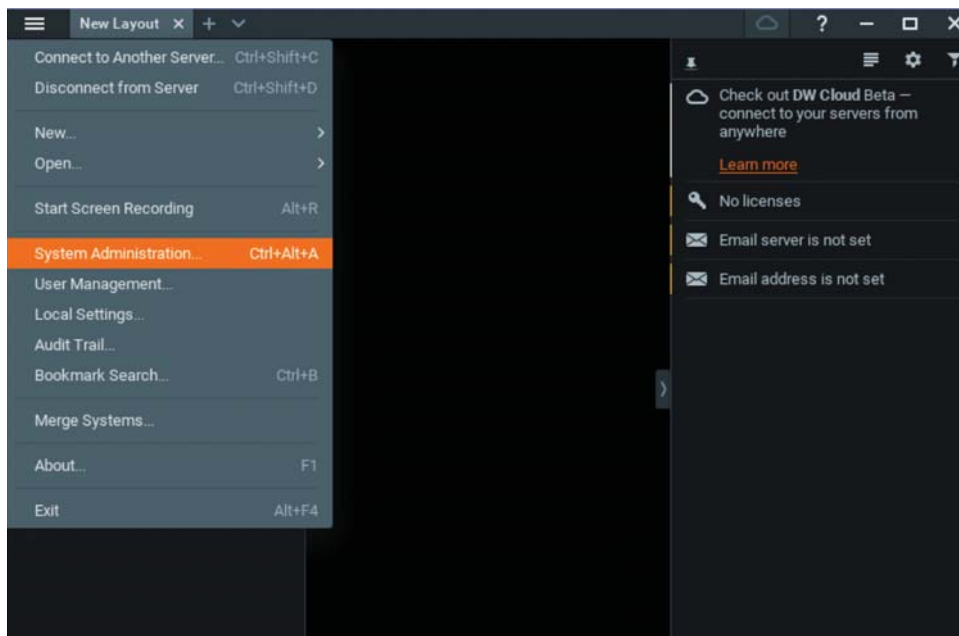 New Layout
Connect to Another Server... Ctrl+Shift+C
Disconnect from Server Ctrl+Shift+D
New...
Open...
Start Screen Recording Alt+R
System Administration... Ctrl+Alt+A
User Management...
Local Settings...
Audit Trail...
Bookmark Search... Ctrl+B
Merge Systems...
About... F1
Exit Alt+F4
?
Check out DW Cloud Beta —
connect to your servers from
anywhere
Learn more
No licenses
Email server is not set
Email address is not set